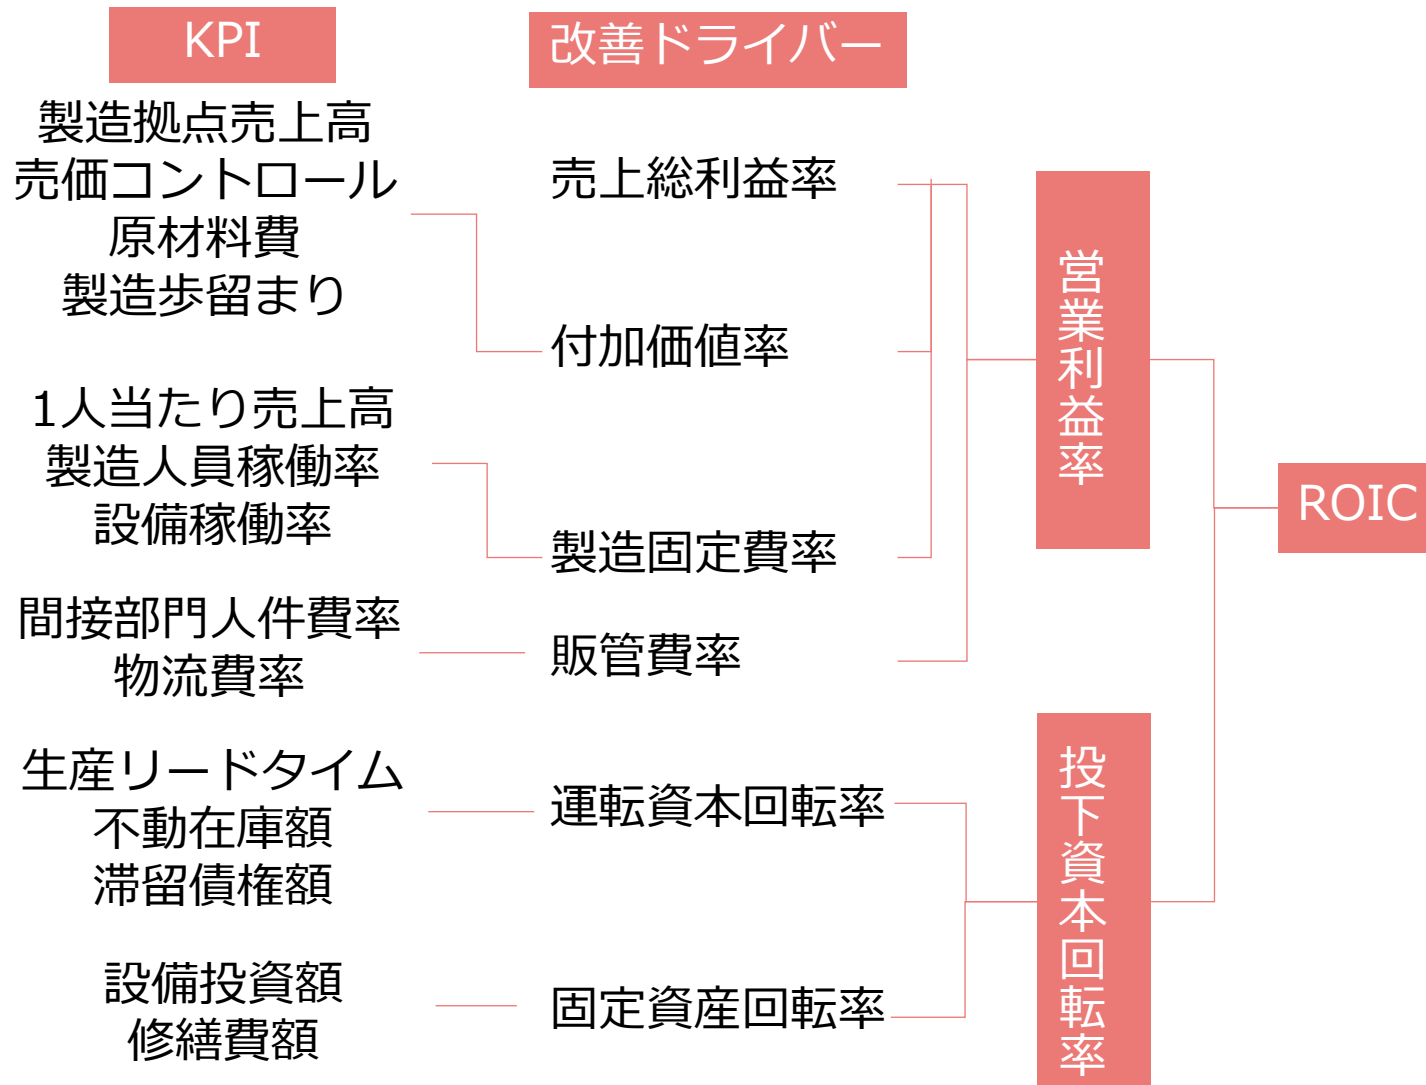 KPI
改善ドライバー
製造拠点売上高
売価コントロール
原材料費
製造歩留まり
売上総利益率
付加価値率
1人当たり売上高
製造人員稼働率
設備稼働率
製造固定費率
間接部門人件費率
物流費率
販管費率
営業利益率
ROIC
生産リードタイム
不動在庫額
滞留債権額
運転資本回転率
設備投資額
修繕費額
固定資産回転率
投下資本回転率